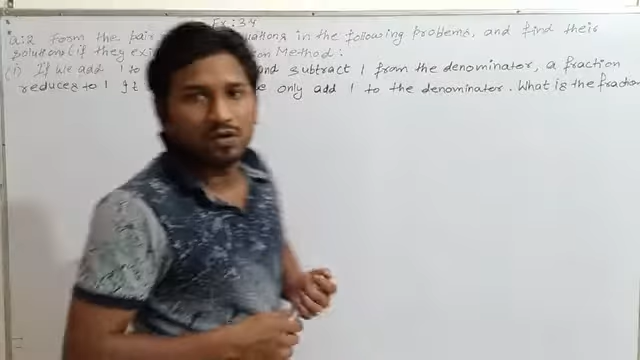 Ex: 3.4
Q:2 Form the pair equations in the following problems, and find their
solutions (if they exi on Method:
(i) If we add 1 to and subtract 1 from the denominator, a fraction
reduces to 1. It only add 1 to the denominator. What is the fraction